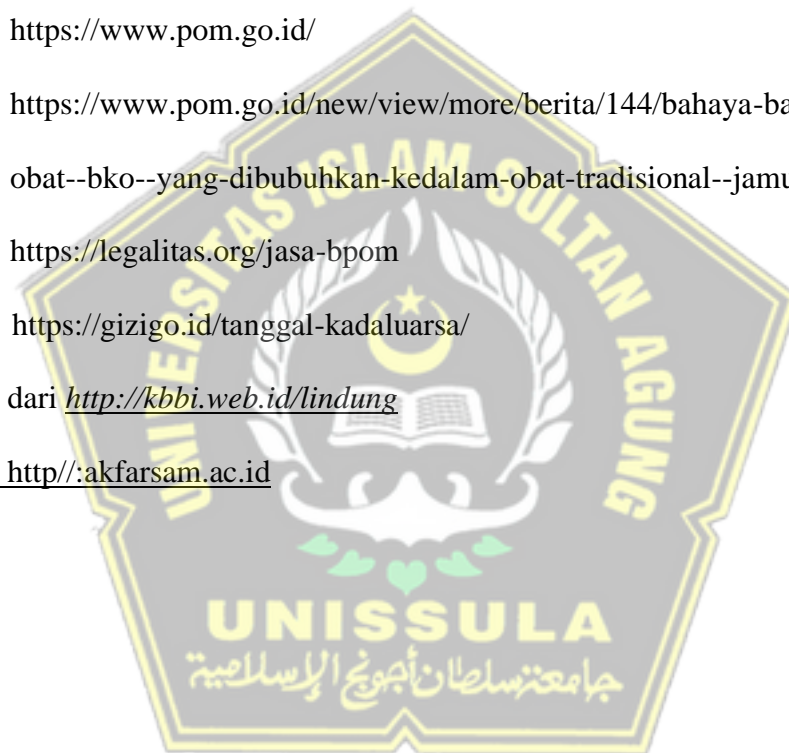 https://www.pom.go.id/
https://www.pom.go.id/new/view/more/berita/144/bahaya-ba
obat--bko--yang-dibubuhkan-kedalam-obat-tradisional--jamu
https://legalitas.org/jasa-bpom
https://gizigo.id/tanggal-kadaluarsa/
dari http://kbbi.web.id/lindung
http//:akfarsam.ac.id
UNIVERSITAS ISLAM SULTAN AGUNG
UNISSULA
جامعة سلطان أجونج الإسلامية